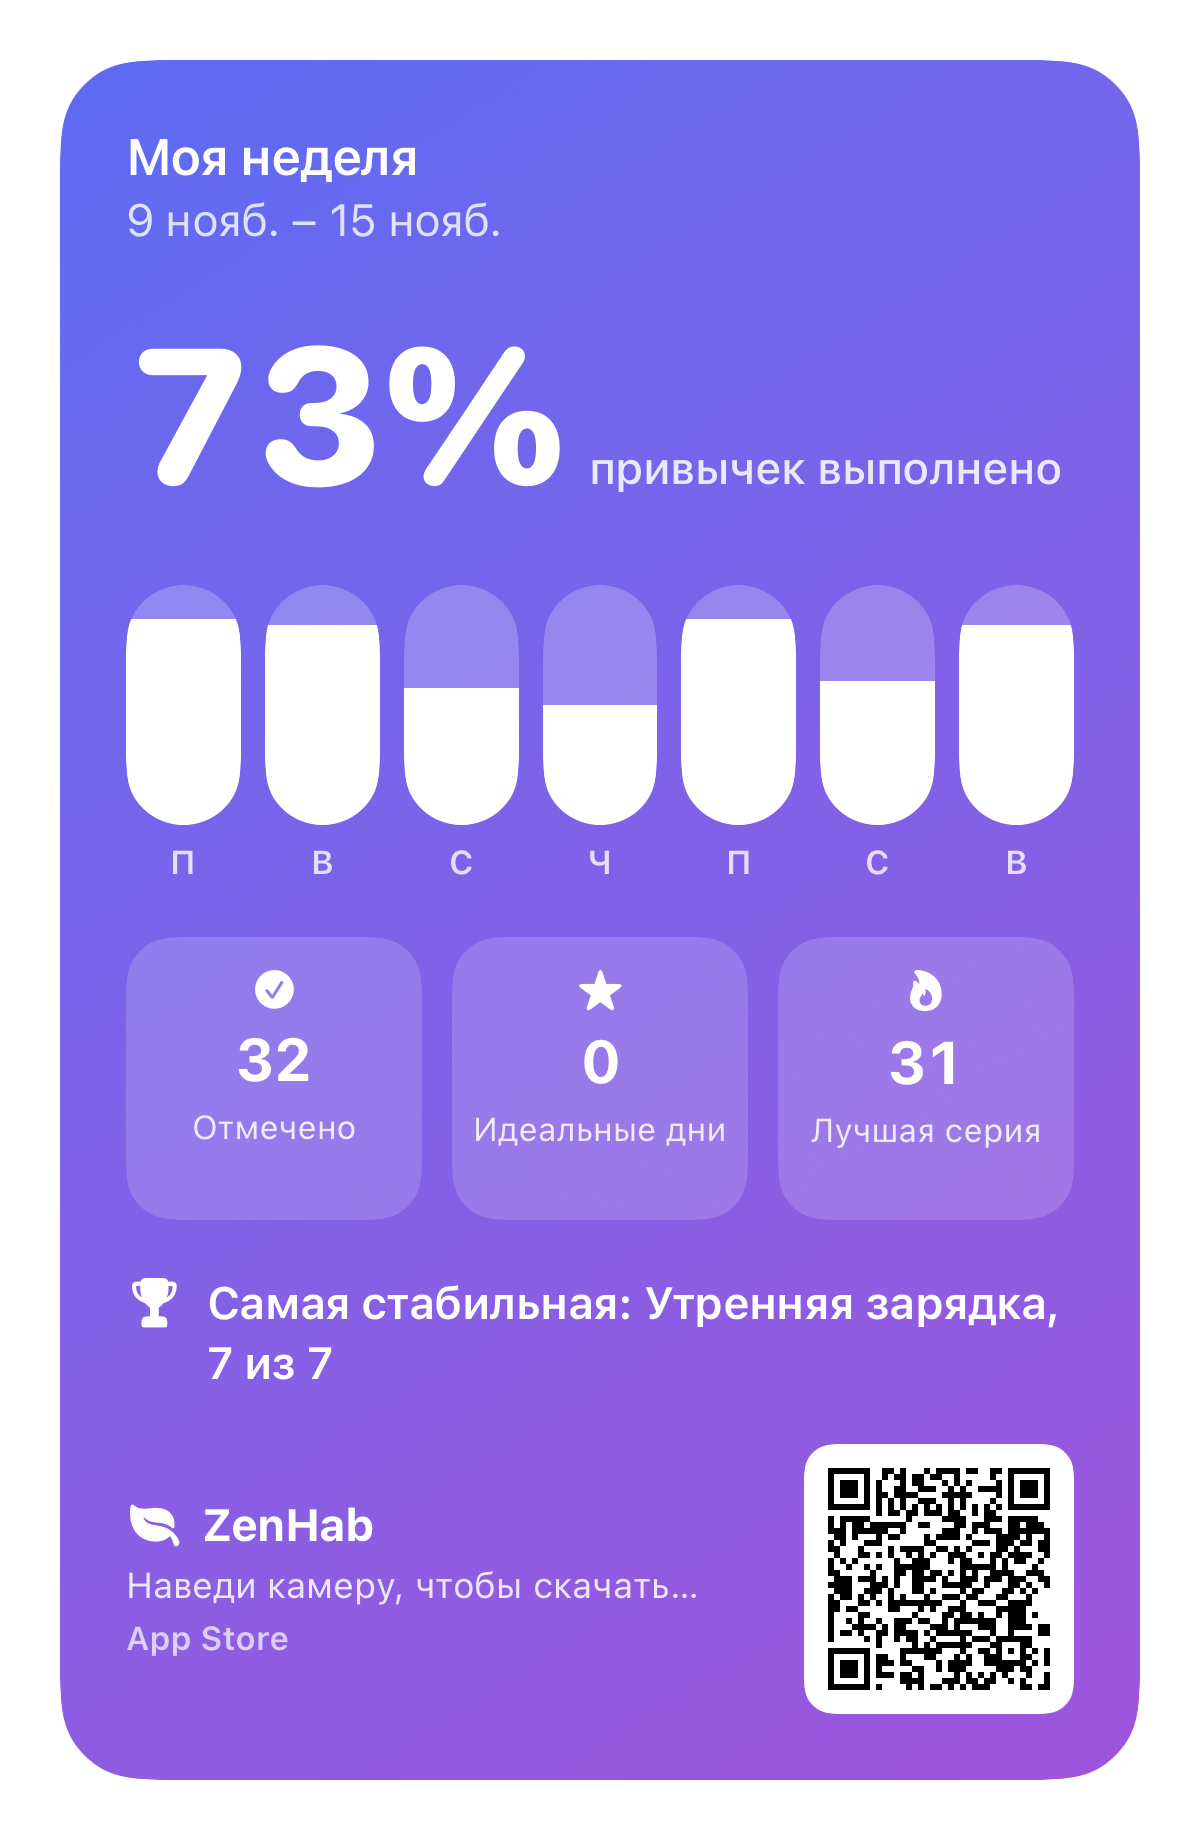 Моя неделя
9 нояб. – 15 нояб.
73% привычек выполнено
п в с ч п с в
32 0 31
Отмечено Идеальные дни Лучшая серия
Самая стабильная: Утренняя зарядка,
7 из 7
ZenHab
Наведи камеру, чтобы скачать...
App Store